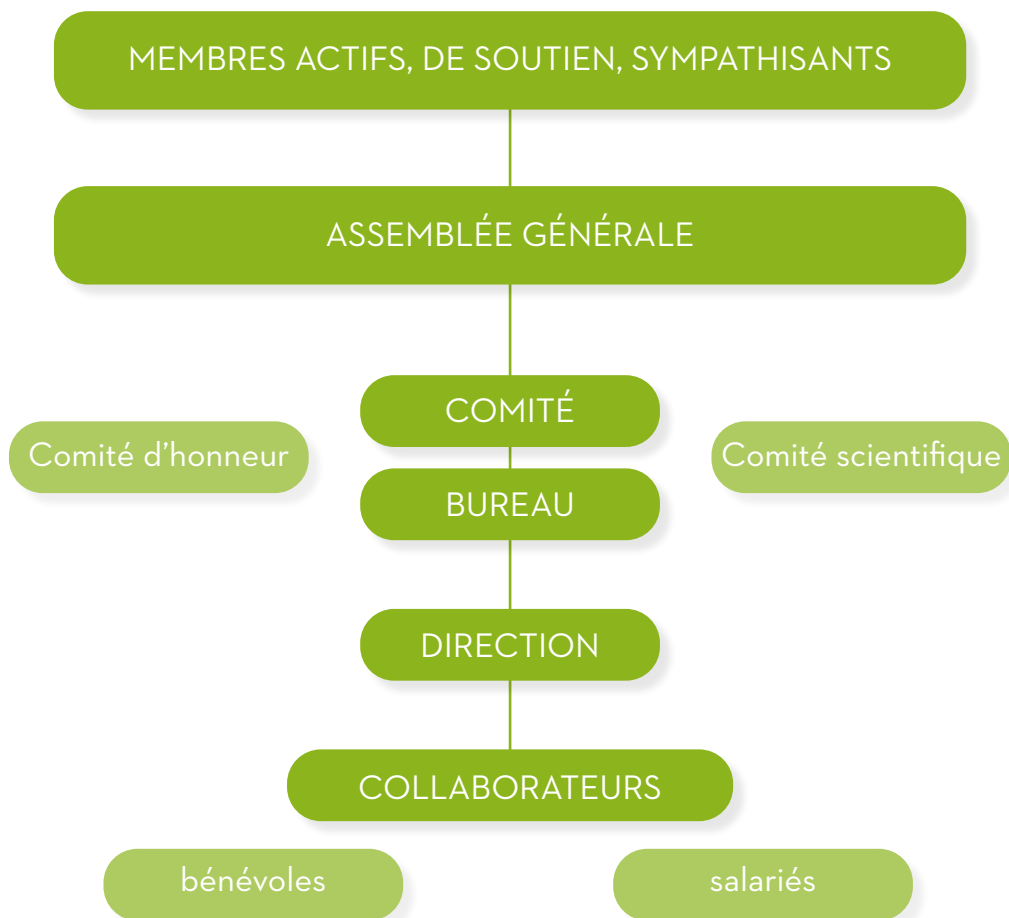 MEMBRES ACTIFS, DE SOUTIEN, SYMPATHISANTS
ASSEMBLÉE GÉNÉRALE
COMITÉ
Comité d’honneur
Comité scientifique
BUREAU
DIRECTION
COLLABORATEURS
bénévoles
salariés